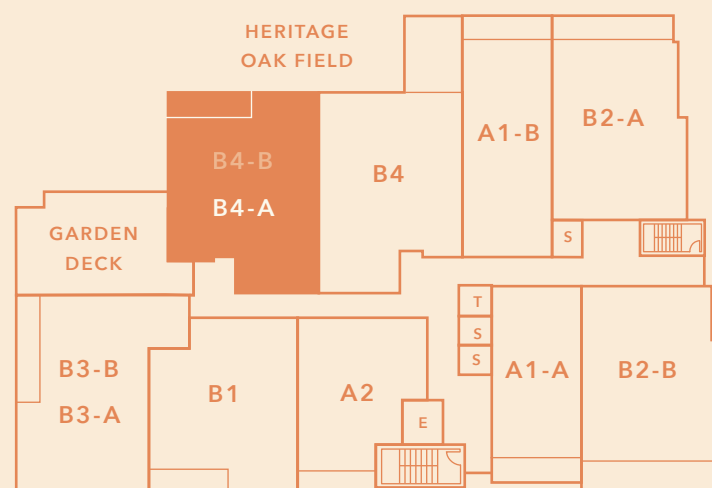 HERITAGE
OAK FIELD
B4-B
B4-A
B4
A1-B
B2-A
S
GARDEN
DECK
T
S
S
B3-B
B3-A
B1
A2
E
A1-A
B2-B